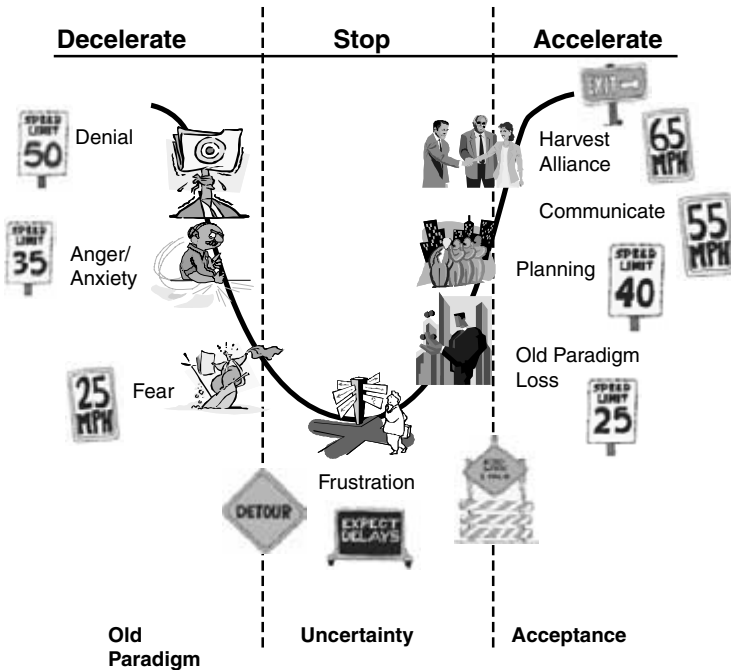 Decelerate
Stop
Accelerate
SPEED
LIMIT
50
Denial
EXIT
Harvest
Alliance
65
MPH
SPEED
LIMIT
35
Anger/
Anxiety
Communicate
55
MPH
Planning
SPEED
LIMIT
40
25
MPH
Fear
Old Paradigm
Loss
SPEED
LIMIT
25
Frustration
DETOUR
EXPECT
DELAYS
Old
Paradigm
Uncertainty
Acceptance